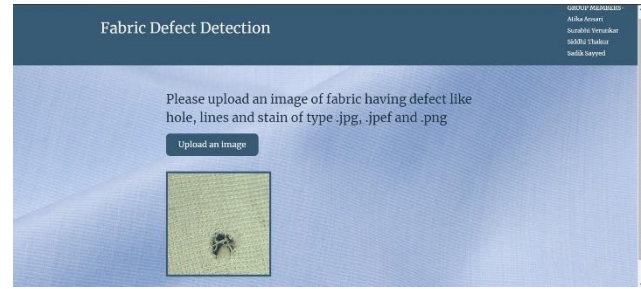 GROUP MEMBERS-
Fabric Defect Detection
Atika Ansari
Surabhi Verunkar
Siddhi Thakur
Sadik Sayyed
Please upload an image of fabric having defect like
hole, lines and stain of type .jpg, .jpef and .png
Upload an image